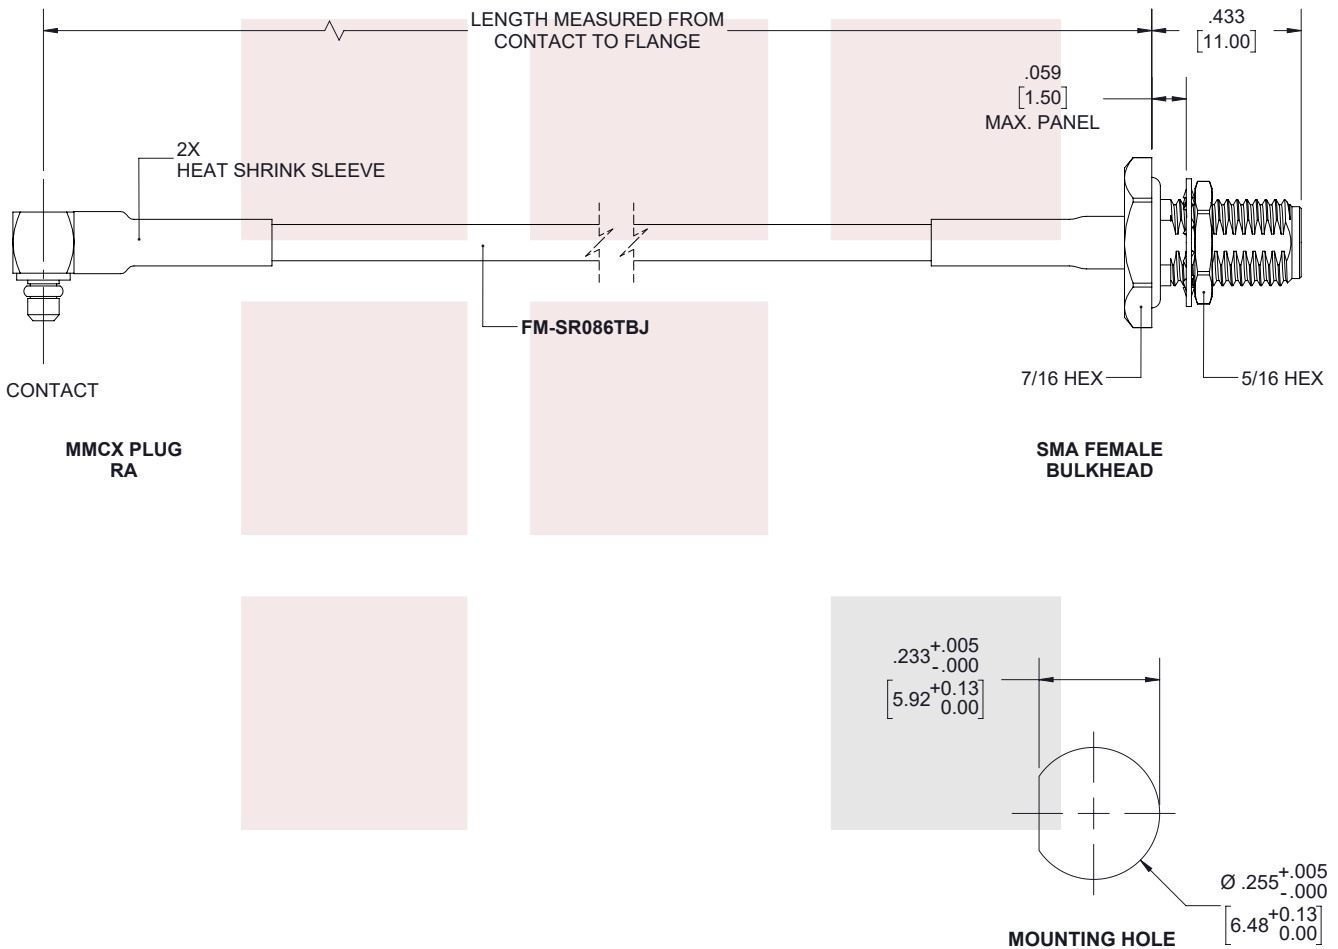 LENGTH MEASURED FROM
CONTACT TO FLANGE
.433
[11.00]
.059
[1.50]
MAX. PANEL
2X
HEAT SHRINK SLEEVE
FM-SR086TBJ
7/16 HEX
5/16 HEX
CONTACT
MMCX PLUG
RA
SMA FEMALE
BULKHEAD
.233 +.005
-.000
[5.92 +0.13
0.00]
Ø .255 +.005
-.000
[6.48 +0.13
0.00]
MOUNTING HOLE